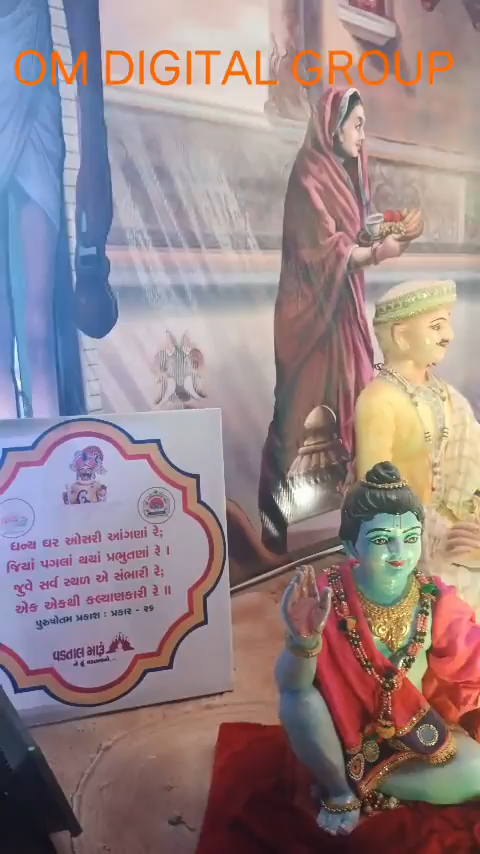 OM DIGITAL GROUP
ધન્ય ઘર ઓસરી આંગણાં રે;
જિયાં પગલાં થયાં પ્રભુતણાં રે ।
જુવે સર્વ સ્થળ એ સંભારી રે;
એક એકથી કલ્યાણકારી રે ॥
પુરુષોતમ પ્રકાશ : પ્રકાર - ૨૭
વડતાલ મારું